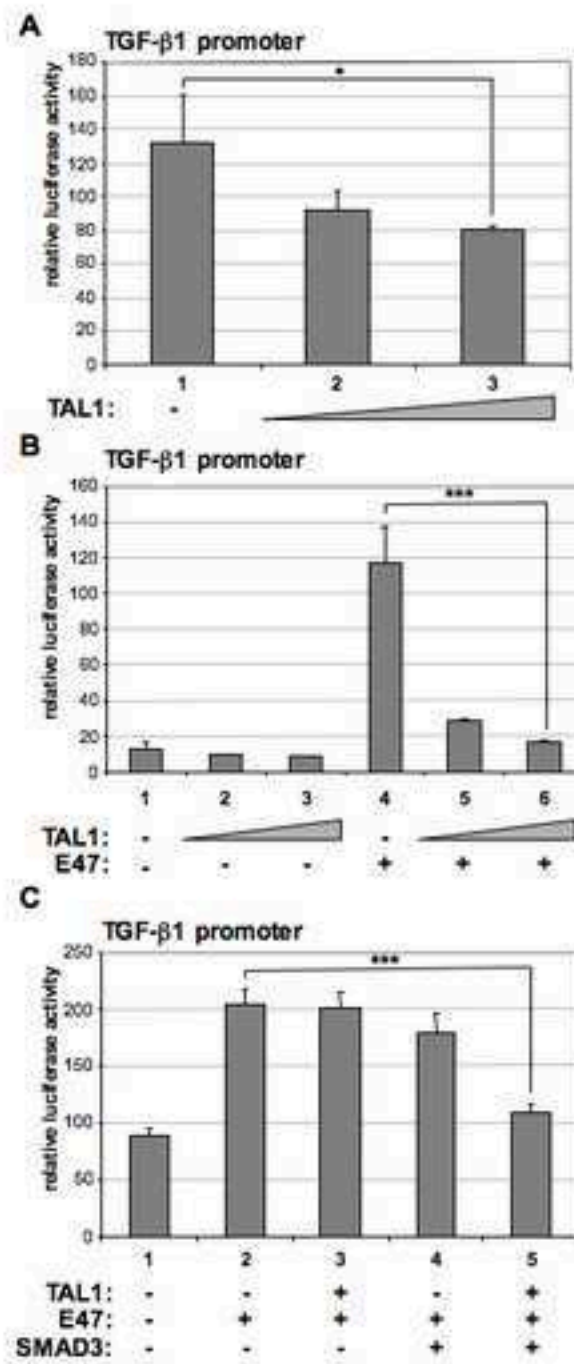 A
TGF-β1 promoter
relative luciferase activity
180
160
140
120
100
80
60
40
20
0
*
1 2 3
TAL1: -
B
TGF-β1 promoter
relative luciferase activity
160
140
120
100
80
60
40
20
0
***
1 2 3 4 5 6
TAL1: - -
E47: - - - + + +
C
TGF-β1 promoter
relative luciferase activity
250
200
150
100
50
0
***
1 2 3 4 5
TAL1: - - + - +
E47: - + + + +
SMAD3: - - - + +